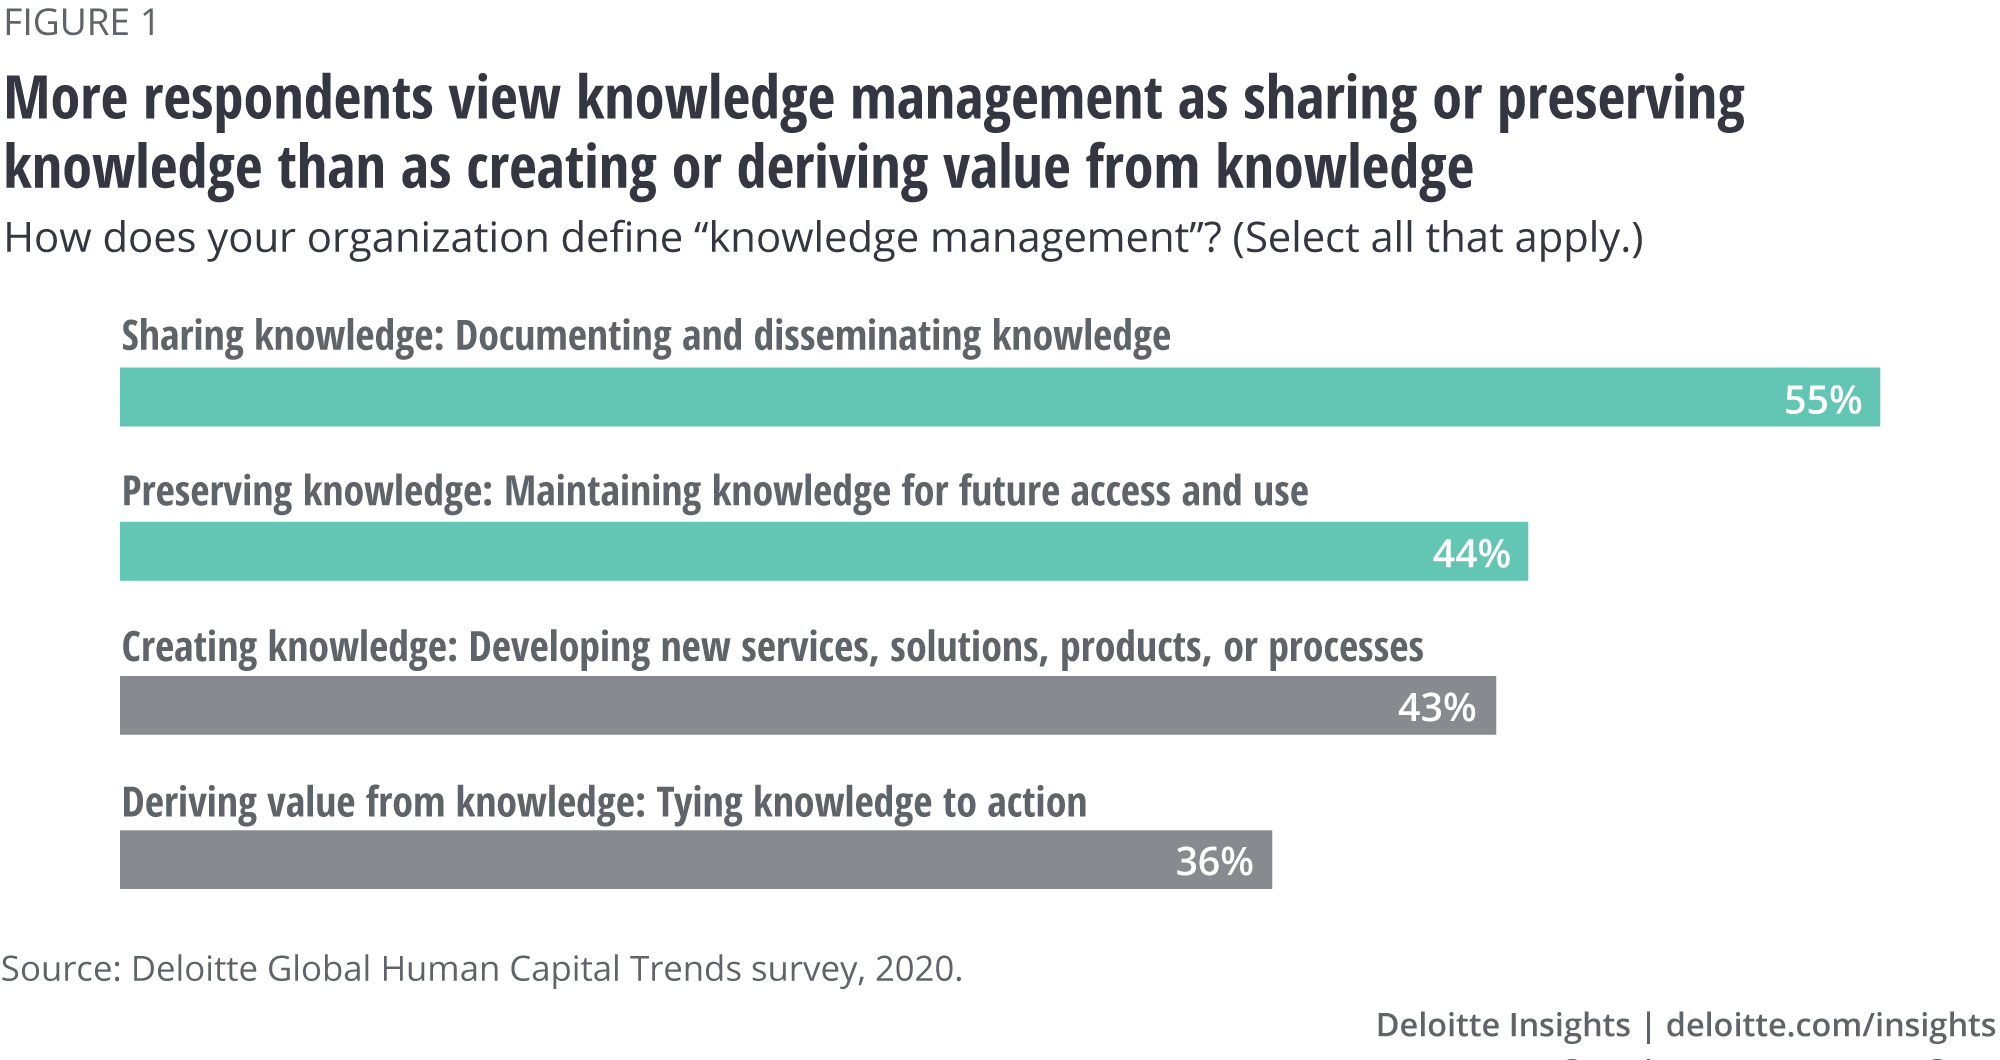 FIGURE 1
More respondents view knowledge management as sharing or preserving
knowledge than as creating or deriving value from knowledge
How does your organization define “knowledge management”? (Select all that apply.)
Sharing knowledge: Documenting and disseminating knowledge
55%
Preserving knowledge: Maintaining knowledge for future access and use
44%
Creating knowledge: Developing new services, solutions, products, or processes
43%
Deriving value from knowledge: Tying knowledge to action
36%
Source: Deloitte Global Human Capital Trends survey, 2020.
Deloitte Insights | deloitte.com/insights